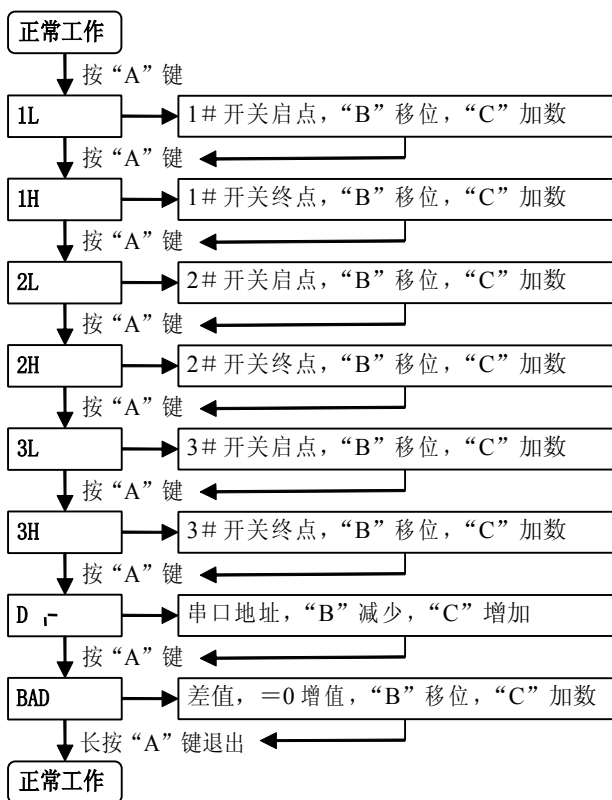 正常工作
按“A”键
1L
1#开关启点，“B”移位，“C”加数
按“A”键
1H
1#开关终点，“B”移位，“C”加数
按“A”键
2L
2#开关启点，“B”移位，“C”加数
按“A”键
2H
2#开关终点，“B”移位，“C”加数
按“A”键
3L
3#开关启点，“B”移位，“C”加数
按“A”键
3H
3#开关终点，“B”移位，“C”加数
按“A”键
D
串口地址，“B”减少，“C”增加
按“A”键
BAD
差值，=0增值，“B”移位，“C”加数
长按“A”键退出
正常工作